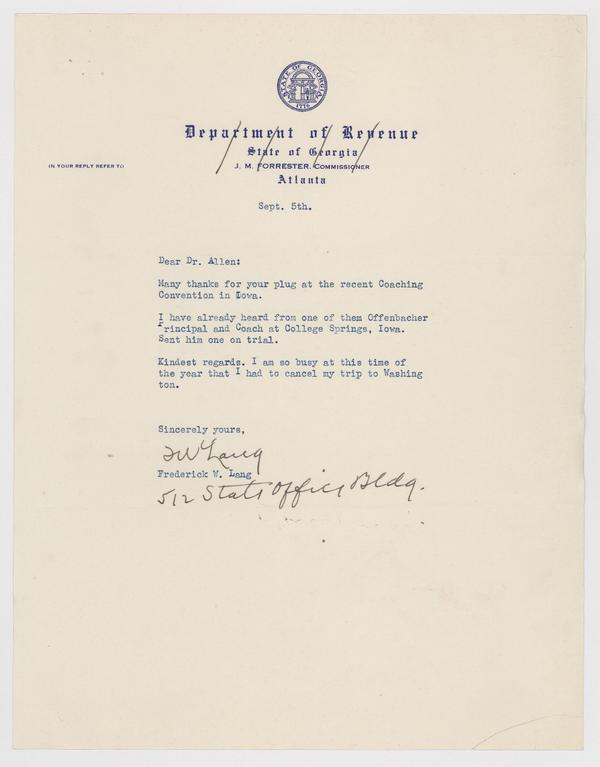 STATE OF GEORGIA
1776
Department of Revenue
State of Georgia
IN YOUR REPLY REFER TO
J. M. FORRESTER, COMMISSIONER
Atlanta
Sept. 5th.
Dear Dr. Allen:
Many thanks for your plug at the recent Coaching
Convention in Iowa.
I have already heard from one of them Offenbacher
Principal and Coach at College Springs, Iowa.
Sent him one on trial.
Kindest regards. I am so busy at this time of
the year that I had to cancel my trip to Washing
ton.
Sincerely yours,
FW Lang
Frederick W. Lang
512 State Office Bldg.